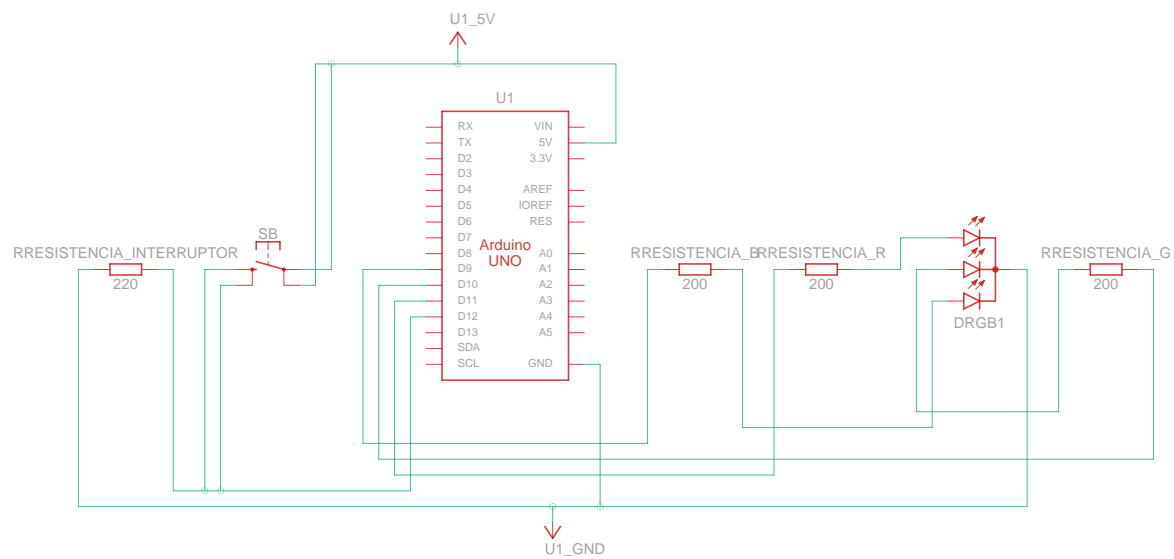 U1_5V
U1
RX
TX
D2
D3
D4
D5
D6
D7
D8
D9
D10
D11
D12
D13
SDA
SCL
VIN
5V
3.3V
AREF
IOREF
RES
A0
A1
A2
A3
A4
A5
GND
Arduino
UNO
SB
RRESISTENCIA_INTERRUPTOR
220
RRESISTENCIA_B
200
RRESISTENCIA_R
200
DRGB1
RRESISTENCIA_G
200
U1_GND